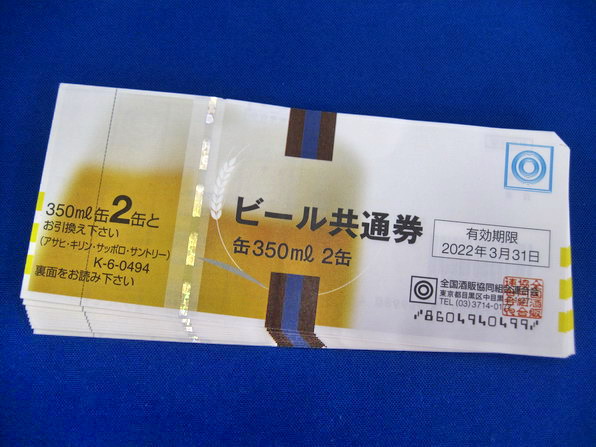 350ml缶2缶と
お引換え下さい
(アサヒ・キリン・サッポロ・サントリー)
K-6-0494
裏面をお読み下さい
ビール共通券
缶350ml 2缶
有効期限
2022年3月31日
全国酒販協同組合連合会
東京都目黒区中目黒
TEL (03)3714-01
8604940499